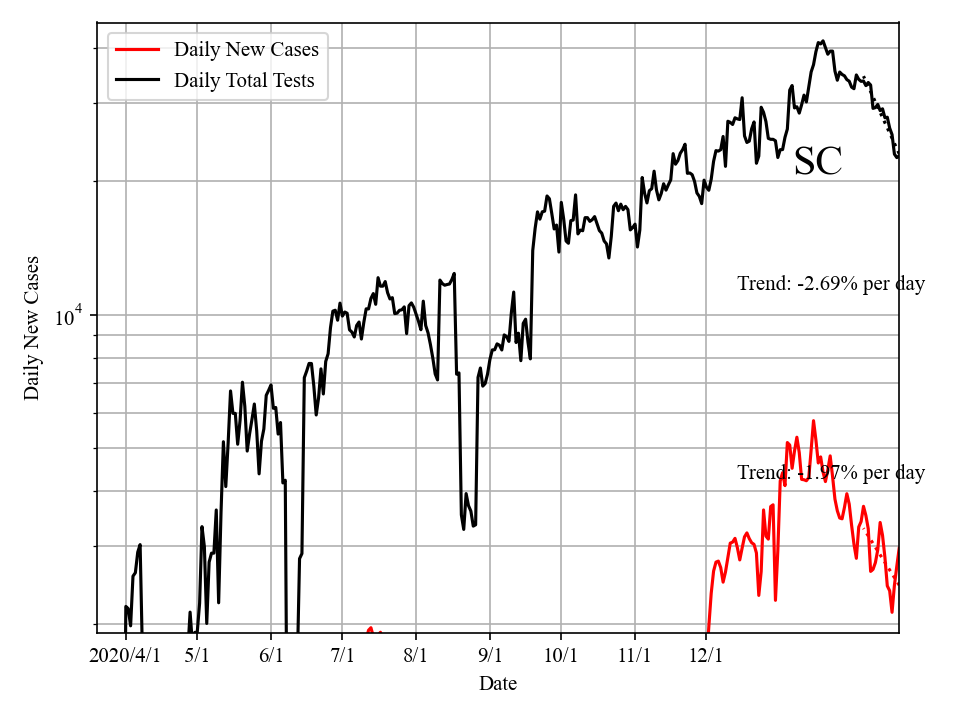 Daily New Cases
Daily Total Tests
SC
Trend: -2.69% per day
Trend: -1.97% per day
Daily New Cases
10^4
2020/4/1 5/1 6/1 7/1 8/1 9/1 10/1 11/1 12/1
Date